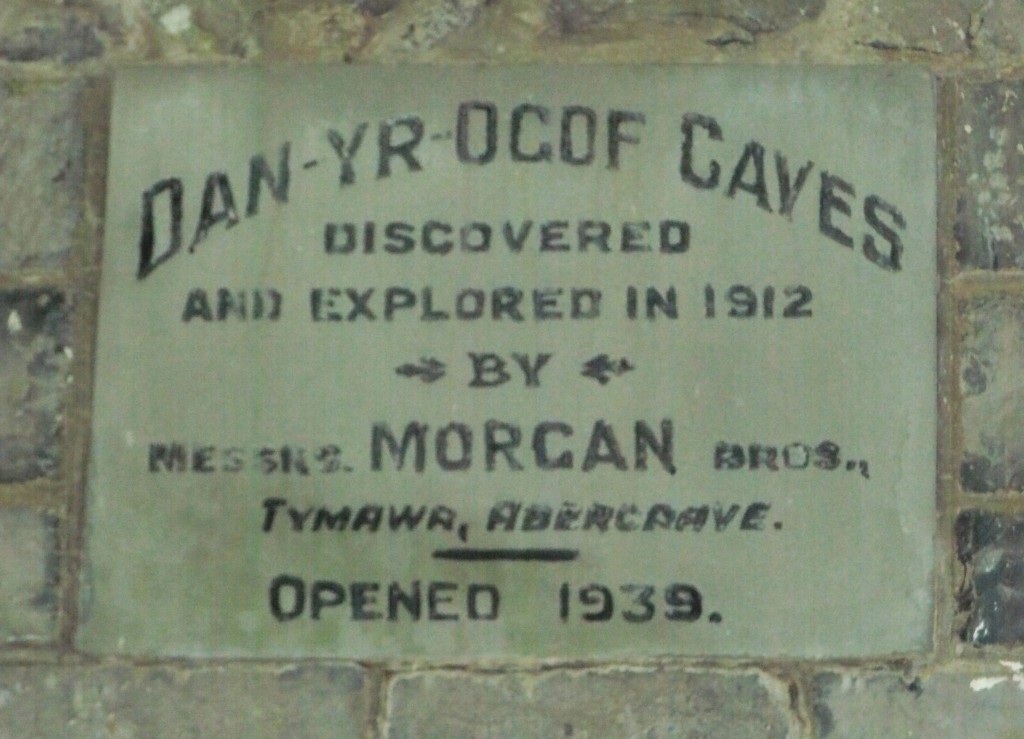 DAN-YR-OGOF CAVES
DISCOVERED
AND EXPLORED IN 1912
BY
MESSRS. MORGAN BROS.,
TYMAWR, ABERCRAVE.
OPENED 1939.